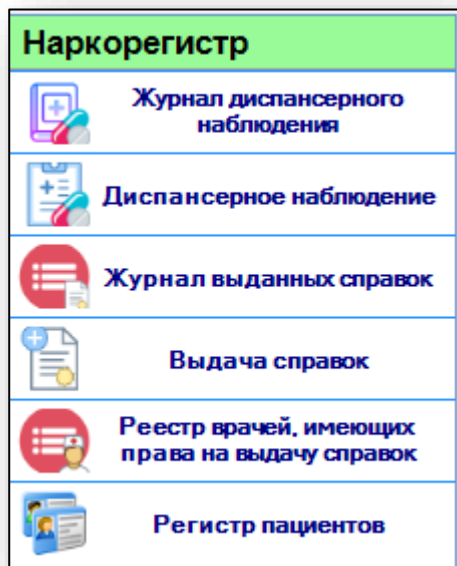 Наркорегистр
Журнал диспансерного
наблюдения
Диспансерное наблюдение
Журнал выданных справок
Выдача справок
Реестр врачей, имеющих
права на выдачу справок
Регистр пациентов